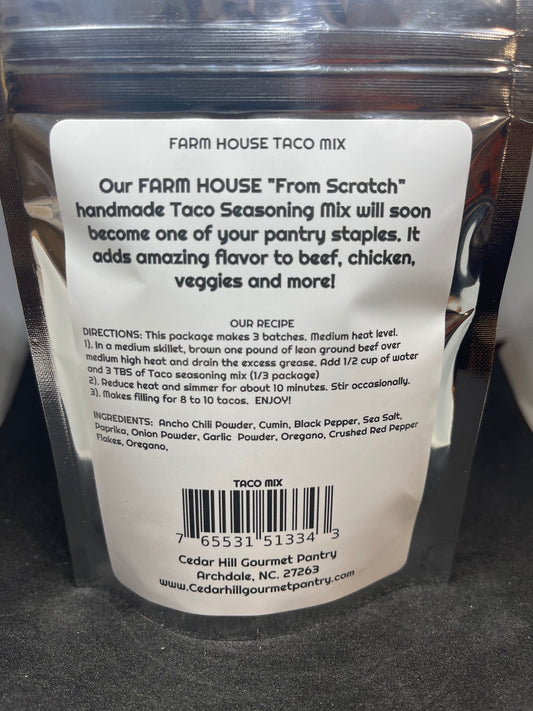 FARM HOUSE TACO MIX
Our FARM HOUSE "From Scratch"
handmade Taco Seasoning Mix will soon
become one of your pantry staples. It
adds amazing flavor to beef, chicken,
veggies and more!
OUR RECIPE
DIRECTIONS: This package makes 3 batches. Medium heat level.
1). In a medium skillet, brown one pound of lean ground beef over
medium high heat and drain the excess grease. Add 1/2 cup of water
and 3 TBS of Taco seasoning mix (1/3 package)
2). Reduce heat and simmer for about 10 minutes. Stir occasionally.
3). Makes filling for 8 to 10 tacos. ENJOY!
INGREDIENTS: Ancho Chili Powder, Cumin, Black Pepper, Sea Salt,
Paprika, Onion Powder, Garlic Powder, Oregano, Crushed Red Pepper
Flakes, Oregano,
TACO MIX
7 65531 51334 3
Cedar Hill Gourmet Pantry
Archdale, NC. 27263
www.Cedarhillgourmetpantry.com